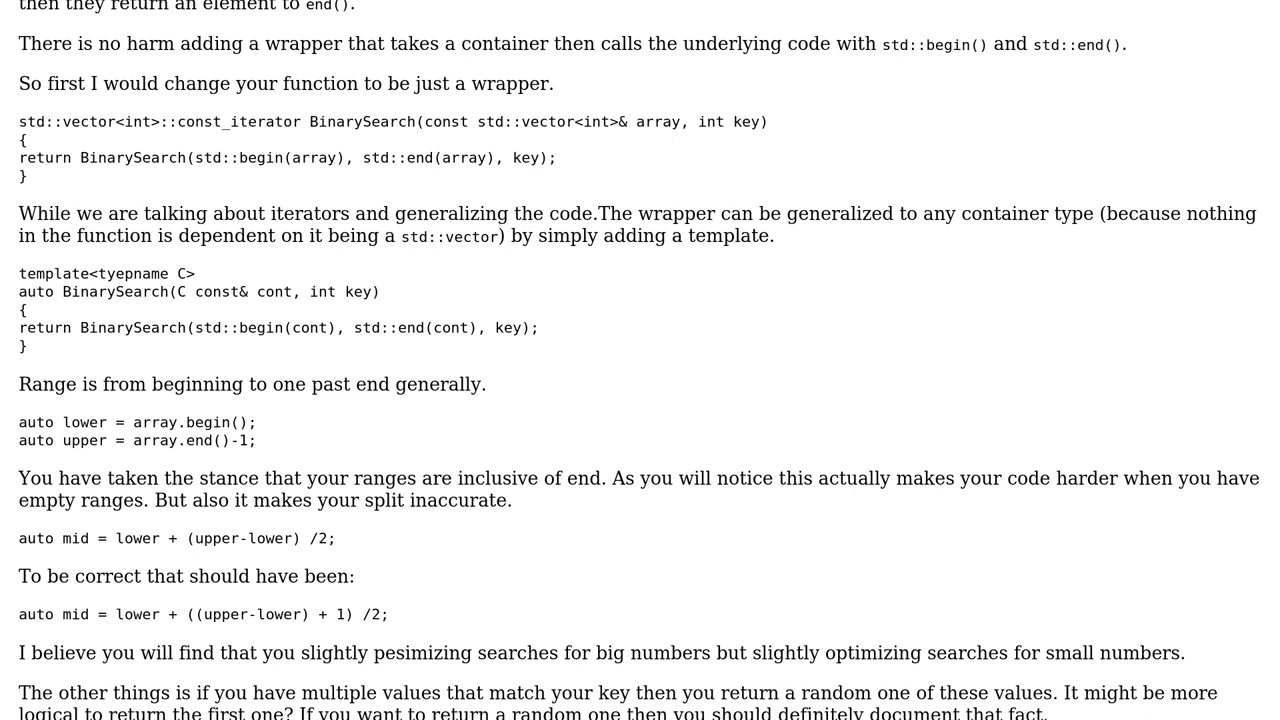 then they return an element to end().
There is no harm adding a wrapper that takes a container then calls the underlying code with std::begin() and std::end().
So first I would change your function to be just a wrapper.
std::vector<int>::const_iterator BinarySearch(const std::vector<int>& array, int key)
{
return BinarySearch(std::begin(array), std::end(array), key);
}
While we are talking about iterators and generalizing the code.The wrapper can be generalized to any container type (because nothing
in the function is dependent on it being a std::vector) by simply adding a template.
template<tyepname C>
auto BinarySearch(C const& cont, int key)
{
return BinarySearch(std::begin(cont), std::end(cont), key);
}
Range is from beginning to one past end generally.
auto lower = array.begin();
auto upper = array.end()-1;
You have taken the stance that your ranges are inclusive of end. As you will notice this actually makes your code harder when you have
empty ranges. But also it makes your split inaccurate.
auto mid = lower + (upper-lower) /2;
To be correct that should have been:
auto mid = lower + ((upper-lower) + 1) /2;
I believe you will find that you slightly pesimizing searches for big numbers but slightly optimizing searches for small numbers.
The other things is if you have multiple values that match your key then you return a random one of these values. It might be more
logical to return the first one? If you want to return a random one then you should definitely document that fact.